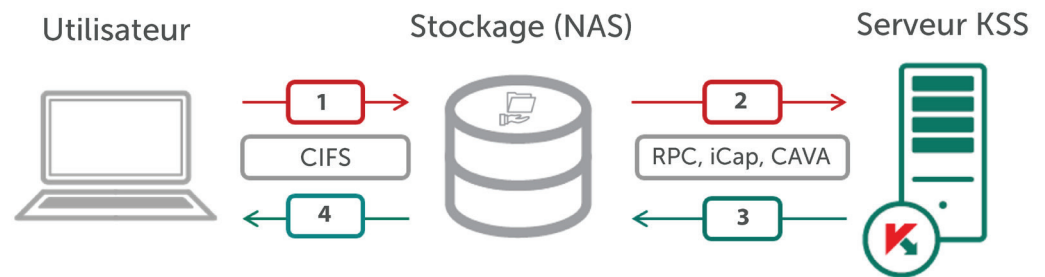 Utilisateur
Stockage (NAS)
Serveur KSS
1
2
CIFS
RPC, iCap, CAVA
4
3